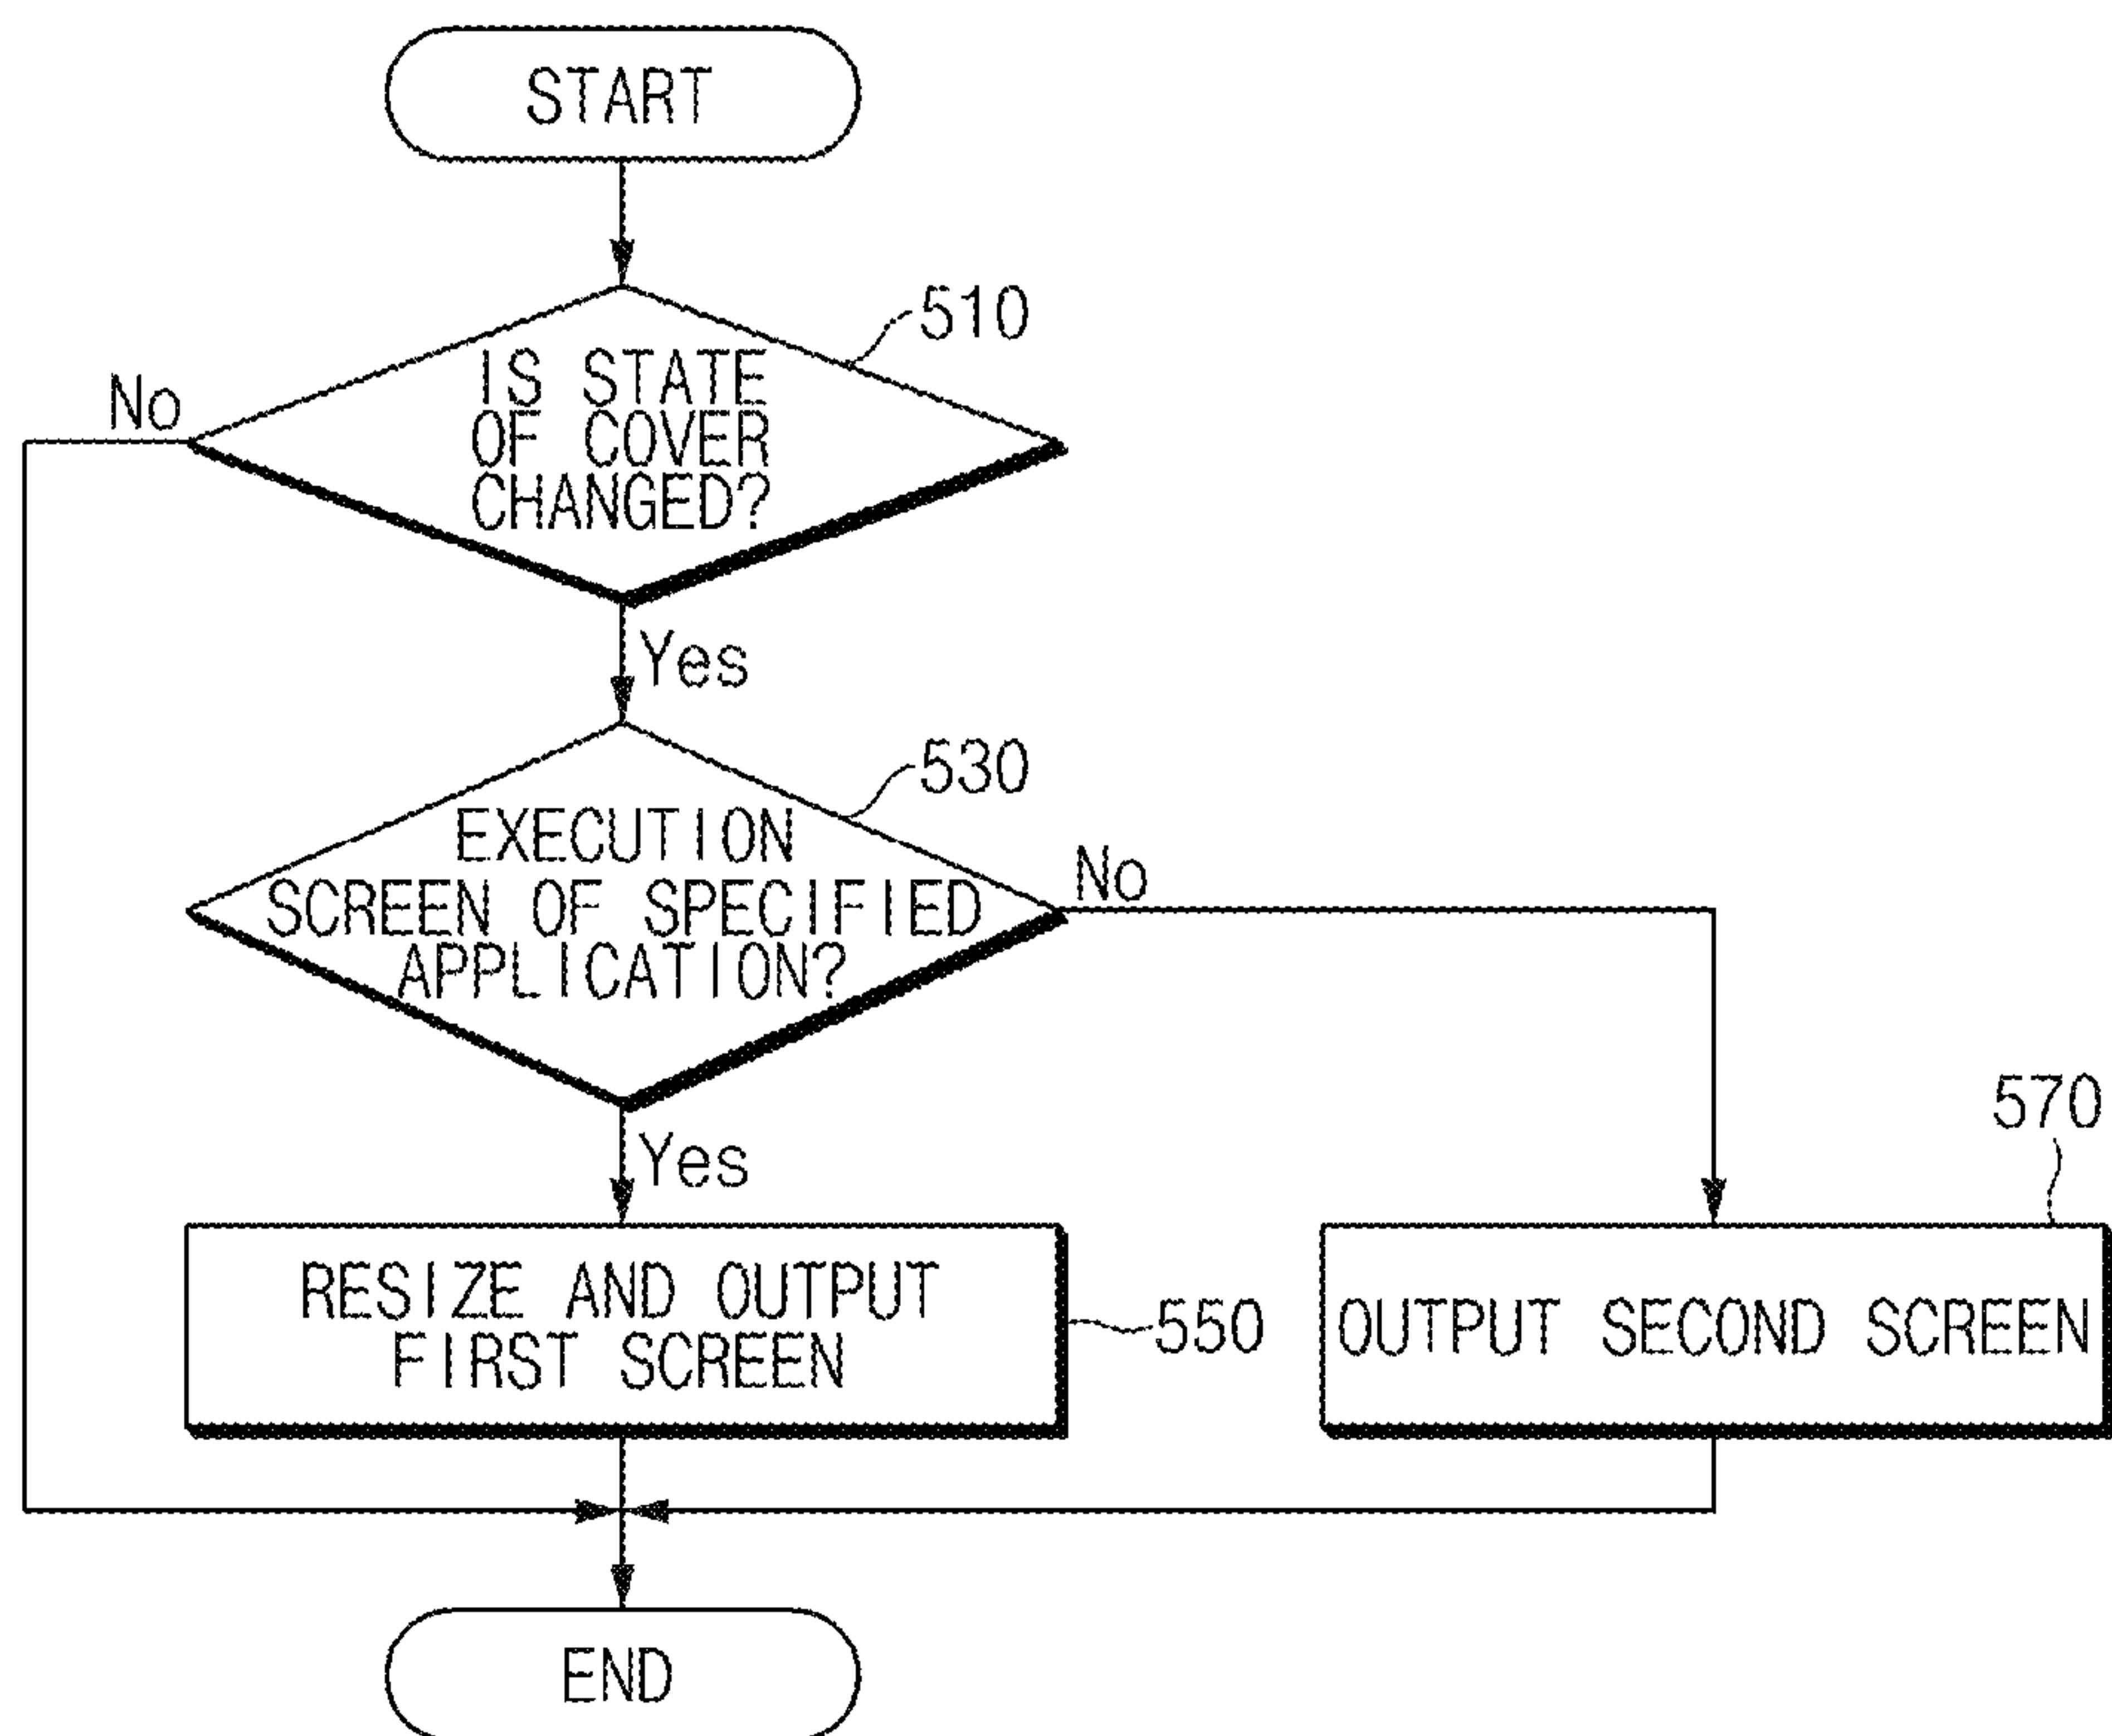 START
510
IS STATE
OF COVER
CHANGED?
No
Yes
530
EXECUTION
SCREEN OF SPECIFIED
APPLICATION?
No
Yes
570
RESIZE AND OUTPUT
FIRST SCREEN
550
OUTPUT SECOND SCREEN
END